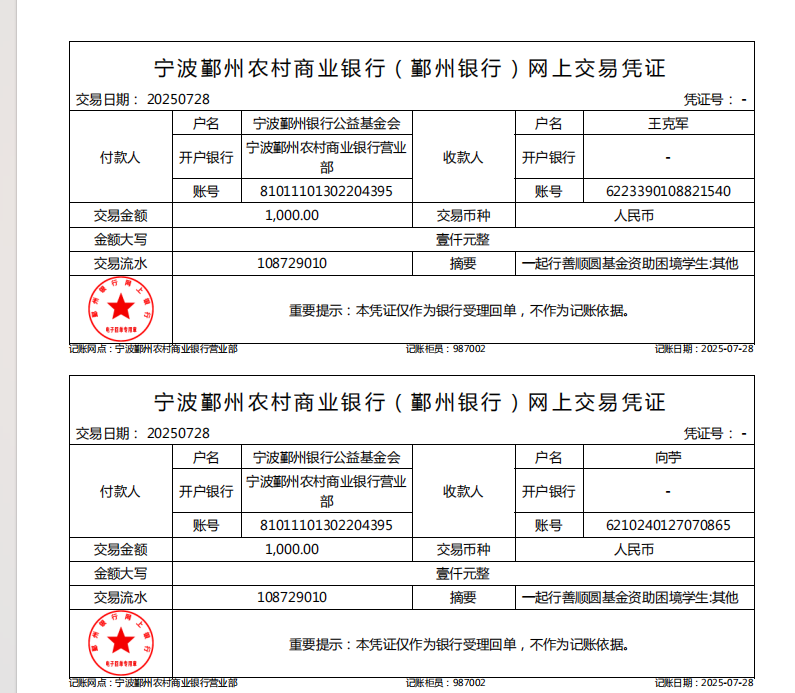 宁波鄞州农村商业银行（鄞州银行）网上交易凭证
交易日期： 20250728 凭证号： -
付款人 户名 宁波鄞州银行公益基金会 收款人 户名 王克军
开户银行 宁波鄞州农村商业银行营业部 开户银行 -
账号 81011101302204395 账号 6223390108821540
交易金额 1,000.00 交易币种 人民币
金额大写 壹仟元整
交易流水 108729010 摘要 一起行善顺圆基金资助困境学生:其他
鄞州银行网上银行
电子回单专用章
重要提示：本凭证仅作为银行受理回单，不作为记账依据。
记账网点：宁波鄞州农村商业银行营业部 记账柜员：987002 记账日期：2025-07-28
宁波鄞州农村商业银行（鄞州银行）网上交易凭证
交易日期： 20250728 凭证号： -
付款人 户名 宁波鄞州银行公益基金会 收款人 户名 向苧
开户银行 宁波鄞州农村商业银行营业部 开户银行 -
账号 81011101302204395 账号 6210240127070865
交易金额 1,000.00 交易币种 人民币
金额大写 壹仟元整
交易流水 108729010 摘要 一起行善顺圆基金资助困境学生:其他
鄞州银行网上银行
电子回单专用章
重要提示：本凭证仅作为银行受理回单，不作为记账依据。
记账网点：宁波鄞州农村商业银行营业部 记账柜员：987002 记账日期：2025-07-28